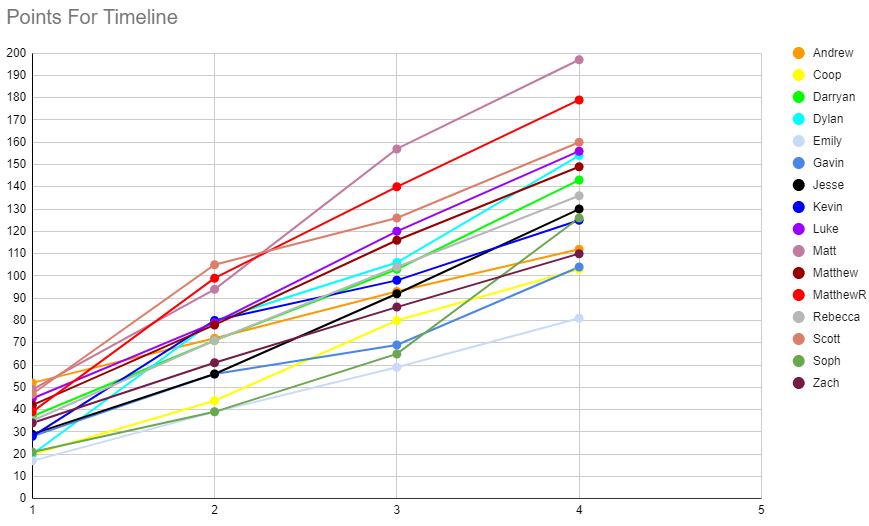 Points For Timeline
200
190
180
170
160
150
140
130
120
110
100
90
80
70
60
50
40
30
20
10
0
1 2 3 4 5
Andrew
Coop
Darryan
Dylan
Emily
Gavin
Jesse
Kevin
Luke
Matt
Matthew
MatthewR
Rebecca
Scott
Soph
Zach